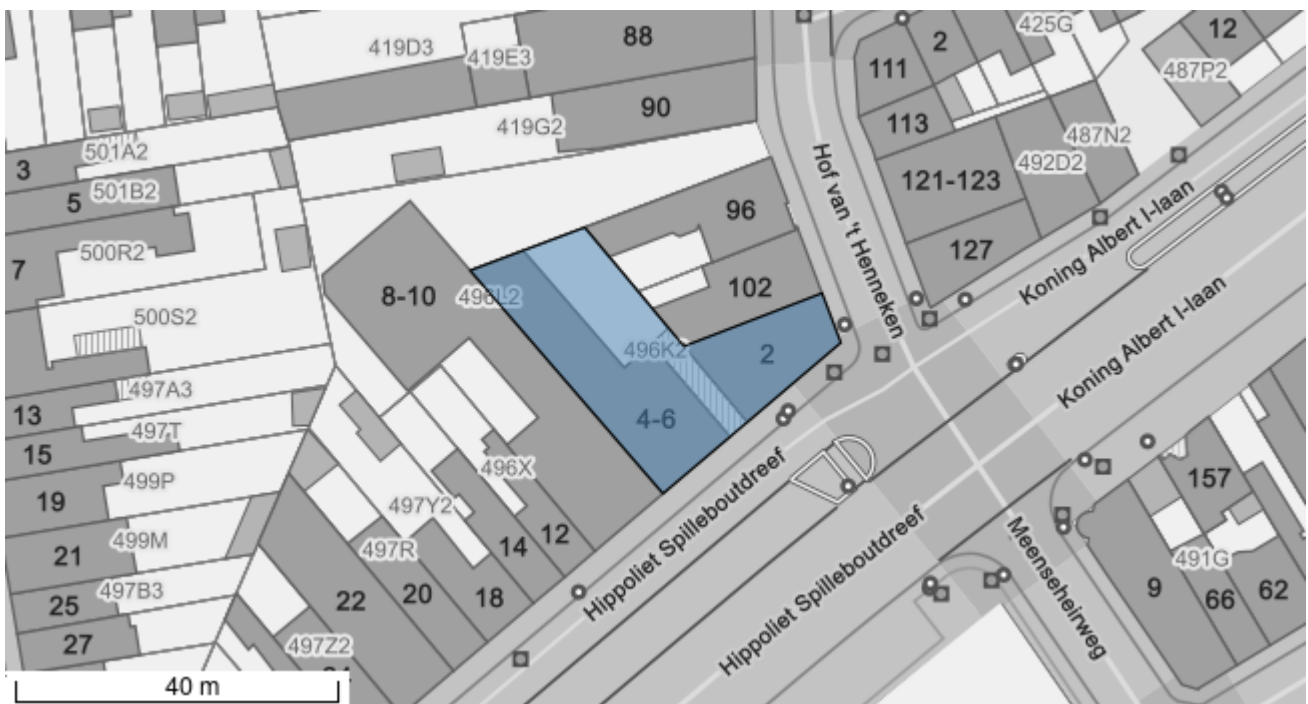 419D3
419E3
88
425G
2
12
111
487P2
90
419G2
113
487N2
501A2
3
492D2
121-123
501B2
5
96
Hof van 't Henneken
Koning Albert I-laan
500R2
7
127
8-10
496L2
102
500S2
Koning Albert I-laan
496K2
2
497A3
13
4-6
497T
15
496X
499P
19
497Y2
157
Hippoliet Spilleboutdreef
499M
21
497R
14
12
491G
Hippoliet Spilleboutdreef
Meenseheirweg
497B3
25
22
20
18
9
66
62
27
497Z2
40 m